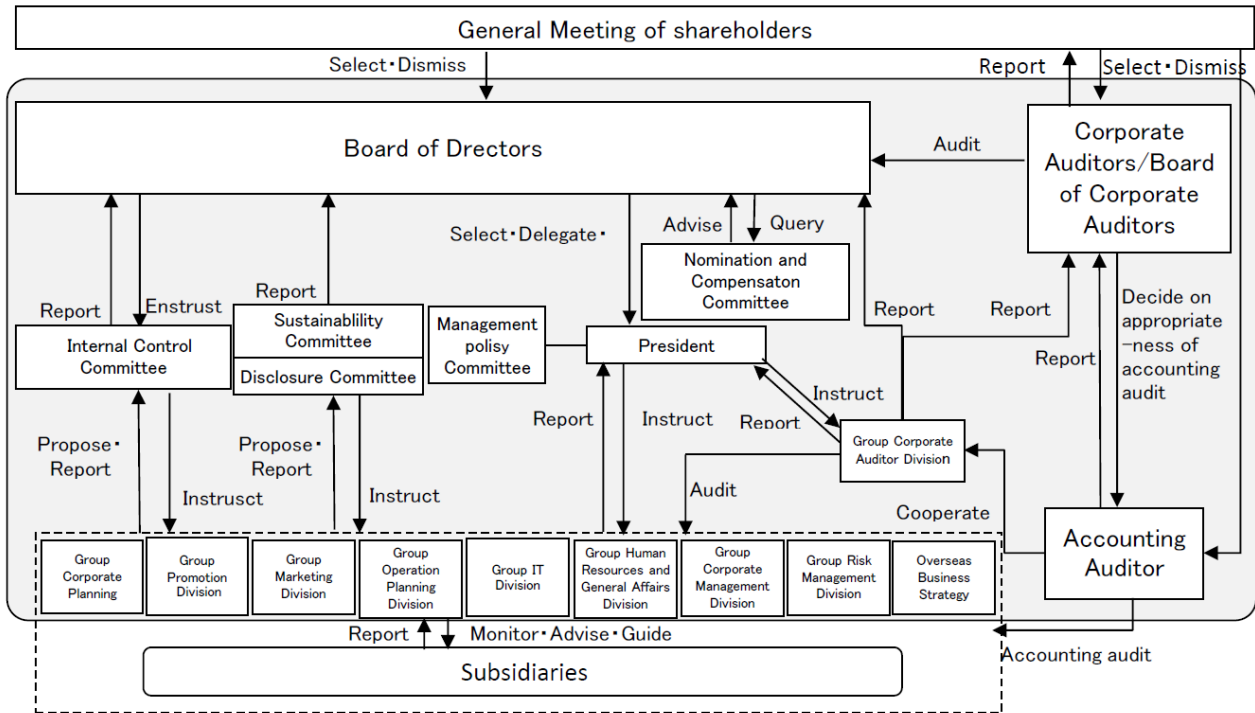 General Meeting of shareholders
Select・Dismiss
Report
Select・Dismiss
Board of Drectors
Audit
Corporate
Auditors/Board
of Corporate
Auditors
Select・Delegate・
Advise
Query
Nomination and
Compensaton
Committee
Report
Enstrust
Report
Sustainablility
Committee
Disclosure Committee
Management
polisy
Committee
President
Report
Report
Decide on
appropriate
-ness of
accounting
audit
Report
Internal Control
Committee
Propose・
Report
Instrusct
Propose・
Report
Instruct
Report
Instruct
Report
Instruct
Group Corporate
Auditor Division
Audit
Cooperate
Accounting
Auditor
Group
Corporate
Planning
Group
Promotion
Division
Group
Marketing
Division
Group
Operation
Planning
Division
Group IT
Division
Group Human
Resources and
General Affairs
Division
Group
Corporate
Management
Division
Group Risk
Management
Division
Overseas
Business
Strategy
Report
Monitor・Advise・Guide
Accounting audit
Subsidiaries